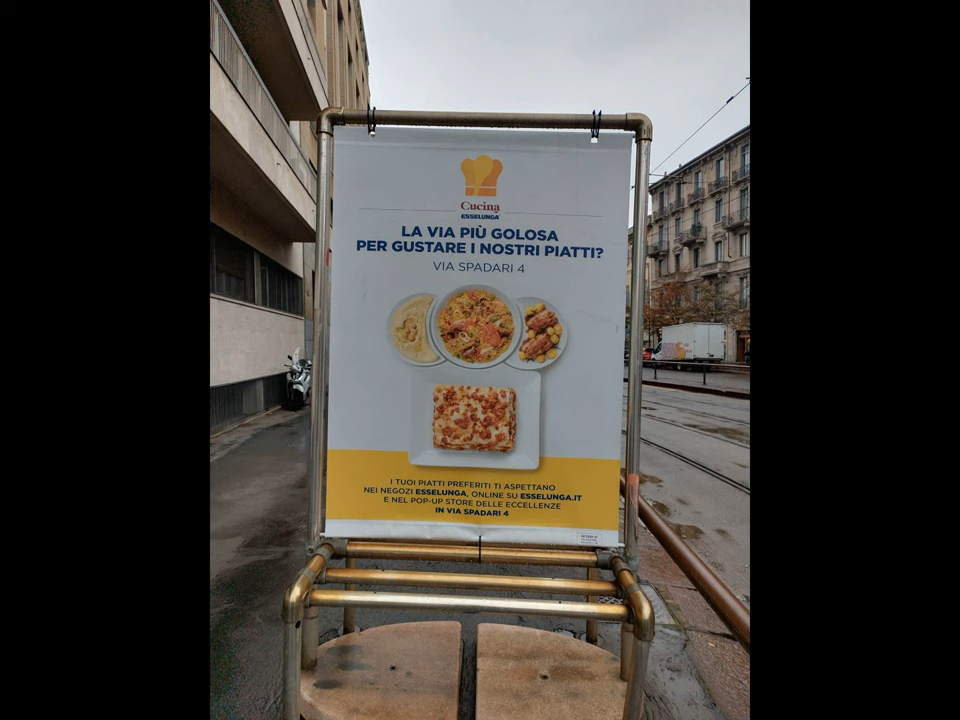 Cucina
ESSELUNGA
LA VIA PIÙ GOLOSA
PER GUSTARE I NOSTRI PIATTI?
VIA SPADARI 4
I TUOI PIATTI PREFERITI TI ASPETTANO
NEI NEGOZI ESSELUNGA, ONLINE SU ESSELUNGA.IT
E NEL POP-UP STORE DELLE ECCELLENZE
IN VIA SPADARI 4